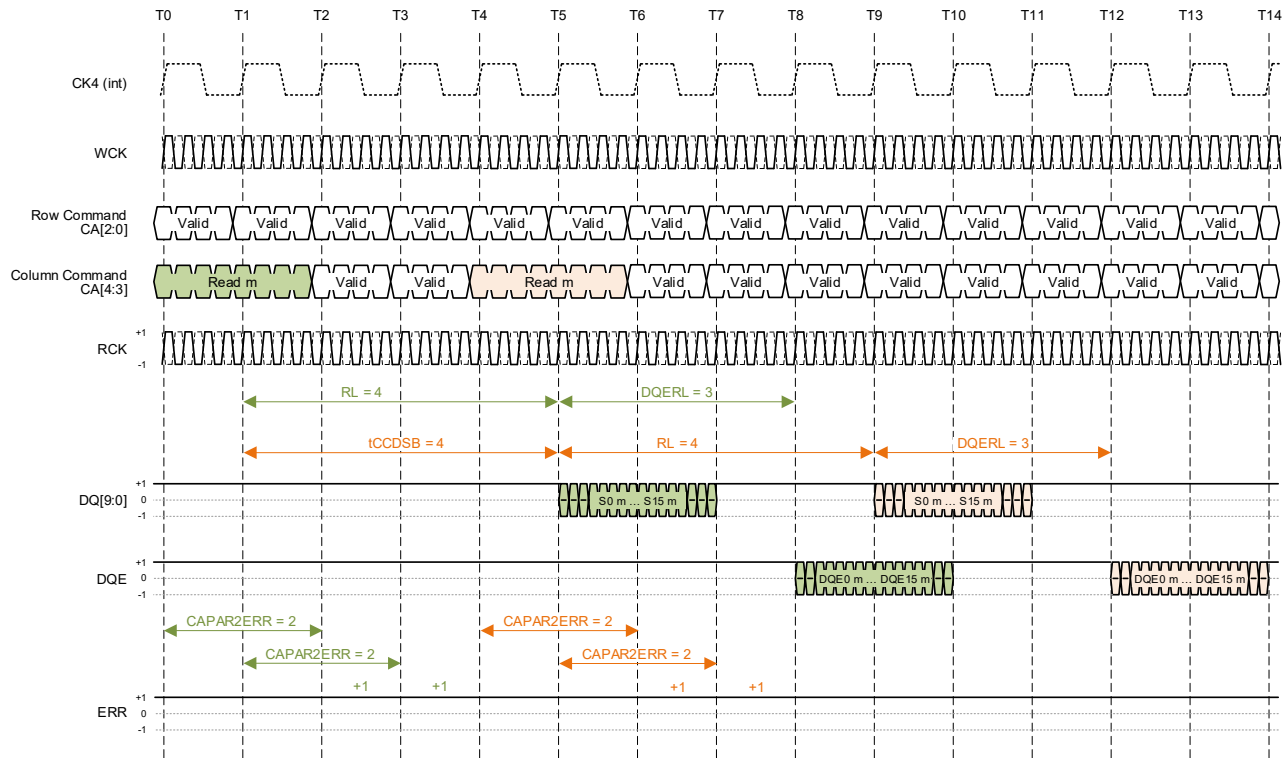 T0 T1 T2 T3 T4 T5 T6 T7 T8 T9 T10 T11 T12 T13 T14
CK4 (int)
WCK
Row Command
CA[2:0]
Valid Valid Valid Valid Valid Valid Valid Valid Valid Valid Valid Valid Valid Valid
Column Command
CA[4:3]
Read m Valid Valid Read m Valid Valid Valid Valid Valid Valid Valid Valid
+1
RCK
-1
RL = 4 DQERL = 3
tCCDSB = 4 RL = 4 DQERL = 3
+1
DQ[9:0] 0 S0 m ... S15 m S0 m ... S15 m
-1
+1
DQE 0 DQE0 m ... DQE15 m DQE0 m ... DQE15 m
-1
CAPAR2ERR = 2 CAPAR2ERR = 2
CAPAR2ERR = 2 CAPAR2ERR = 2
+1 +1 +1 +1
+1
ERR 0
-1